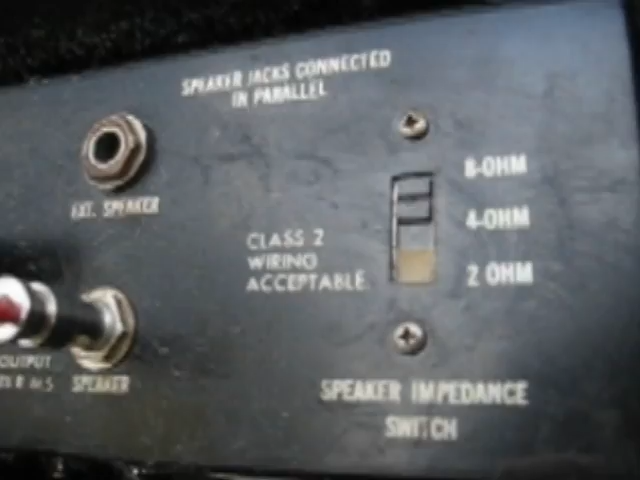 SPEAKER JACKS CONNECTED
IN PARALLEL
EXT. SPEAKER
8-OHM
4-OHM
2 OHM
CLASS 2
WIRING
ACCEPTABLE.
OUTPUT
RMS
SPEAKER
SPEAKER IMPEDANCE
SWITCH